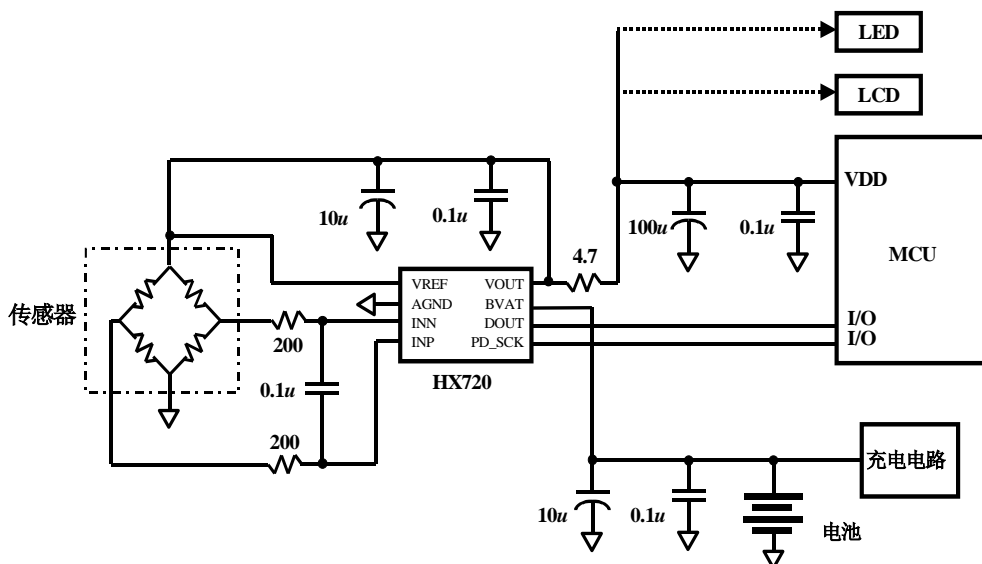 LED
LCD
VDD
MCU
I/O
I/O
10u
0.1u
100u
0.1u
4.7
传感器
VREF
AGND
INN
INP
VOUT
BVAT
DOUT
PD_SCK
HX720
200
0.1u
200
充电电路
10u
0.1u
电池